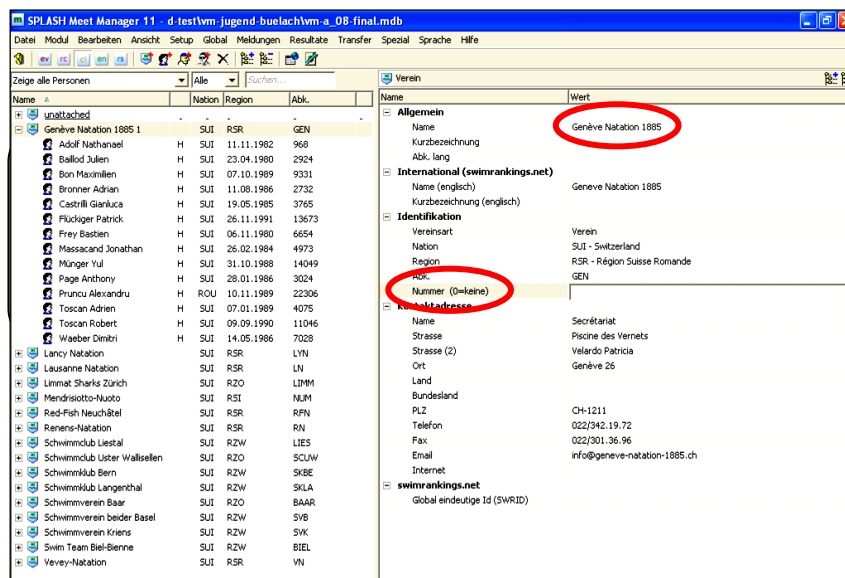 SPLASH Meet Manager 11 - d-test\vm-jugend-buelach\vm-a_08-final.mdb
Datei Modul Bearbeiten Ansicht Setup Global Meldungen Resultate Transfer Spezial Sprache Hilfe
ev rc cl en rs
Zeige alle Personen Alle Suchen...
Name Nation Region Abk.
unattached - - - -
Genève Natation 1885 1 SUI RSR GEN
Adolf Nathanael H SUI 11.11.1982 968
Baillod Julien H SUI 23.04.1980 2924
Bon Maximilien H SUI 07.10.1989 9331
Bronner Adrian H SUI 11.08.1986 2732
Castrilli Gianluca H SUI 19.05.1985 3765
Flückiger Patrick H SUI 26.11.1991 13673
Frey Bastien H SUI 06.11.1980 6654
Massacand Jonathan H SUI 26.02.1984 4973
Münger Yul H SUI 31.10.1988 14049
Page Anthony H SUI 28.01.1986 3024
Pruncu Alexandru H ROU 10.11.1989 22306
Toscan Adrien H SUI 07.01.1989 4075
Toscan Robert H SUI 09.09.1990 11046
Waeber Dimitri H SUI 14.05.1986 7028
Lancy Natation SUI RSR LYN
Lausanne Natation SUI RSR LN
Limmat Sharks Zürich SUI RZO LIMM
Mendrisiotto-Nuoto SUI RSI NUM
Red-Fish Neuchâtel SUI RSR RFN
Renens-Natation SUI RSR RN
Schwimmclub Liestal SUI RZW LIES
Schwimmclub Uster Wallisellen SUI RZO SCUW
Schwimmklub Bern SUI RZW SKBE
Schwimmklub Langenthal SUI RZW SKLA
Schwimmverein Baar SUI RZO BAAR
Schwimmverein beider Basel SUI RZW SVB
Schwimmverein Kriens SUI RZW SVK
Swim Team Biel-Bienne SUI RZW BIEL
Vevey-Natation SUI RSR VN
Verein
Name Wert
Allgemein
Name Genève Natation 1885
Kurzbezeichnung
Abk. lang
International (swimrankings.net)
Name (englisch) Geneve Natation 1885
Kurzbezeichnung (englisch)
Identifikation
Vereinsart Verein
Nation SUI - Switzerland
Region RSR - Région Suisse Romande
Abk. GEN
Nummer (0=keine)
Kontaktadresse
Name Secrétariat
Strasse Piscine des Vernets
Strasse (2) Velardo Patricia
Ort Genève 26
Land
Bundesland
PLZ CH-1211
Telefon 022/342.19.72
Fax 022/301.36.96
Email info@geneve-natation-1885.ch
Internet
swimrankings.net
Global eindeutige Id (SWRID)